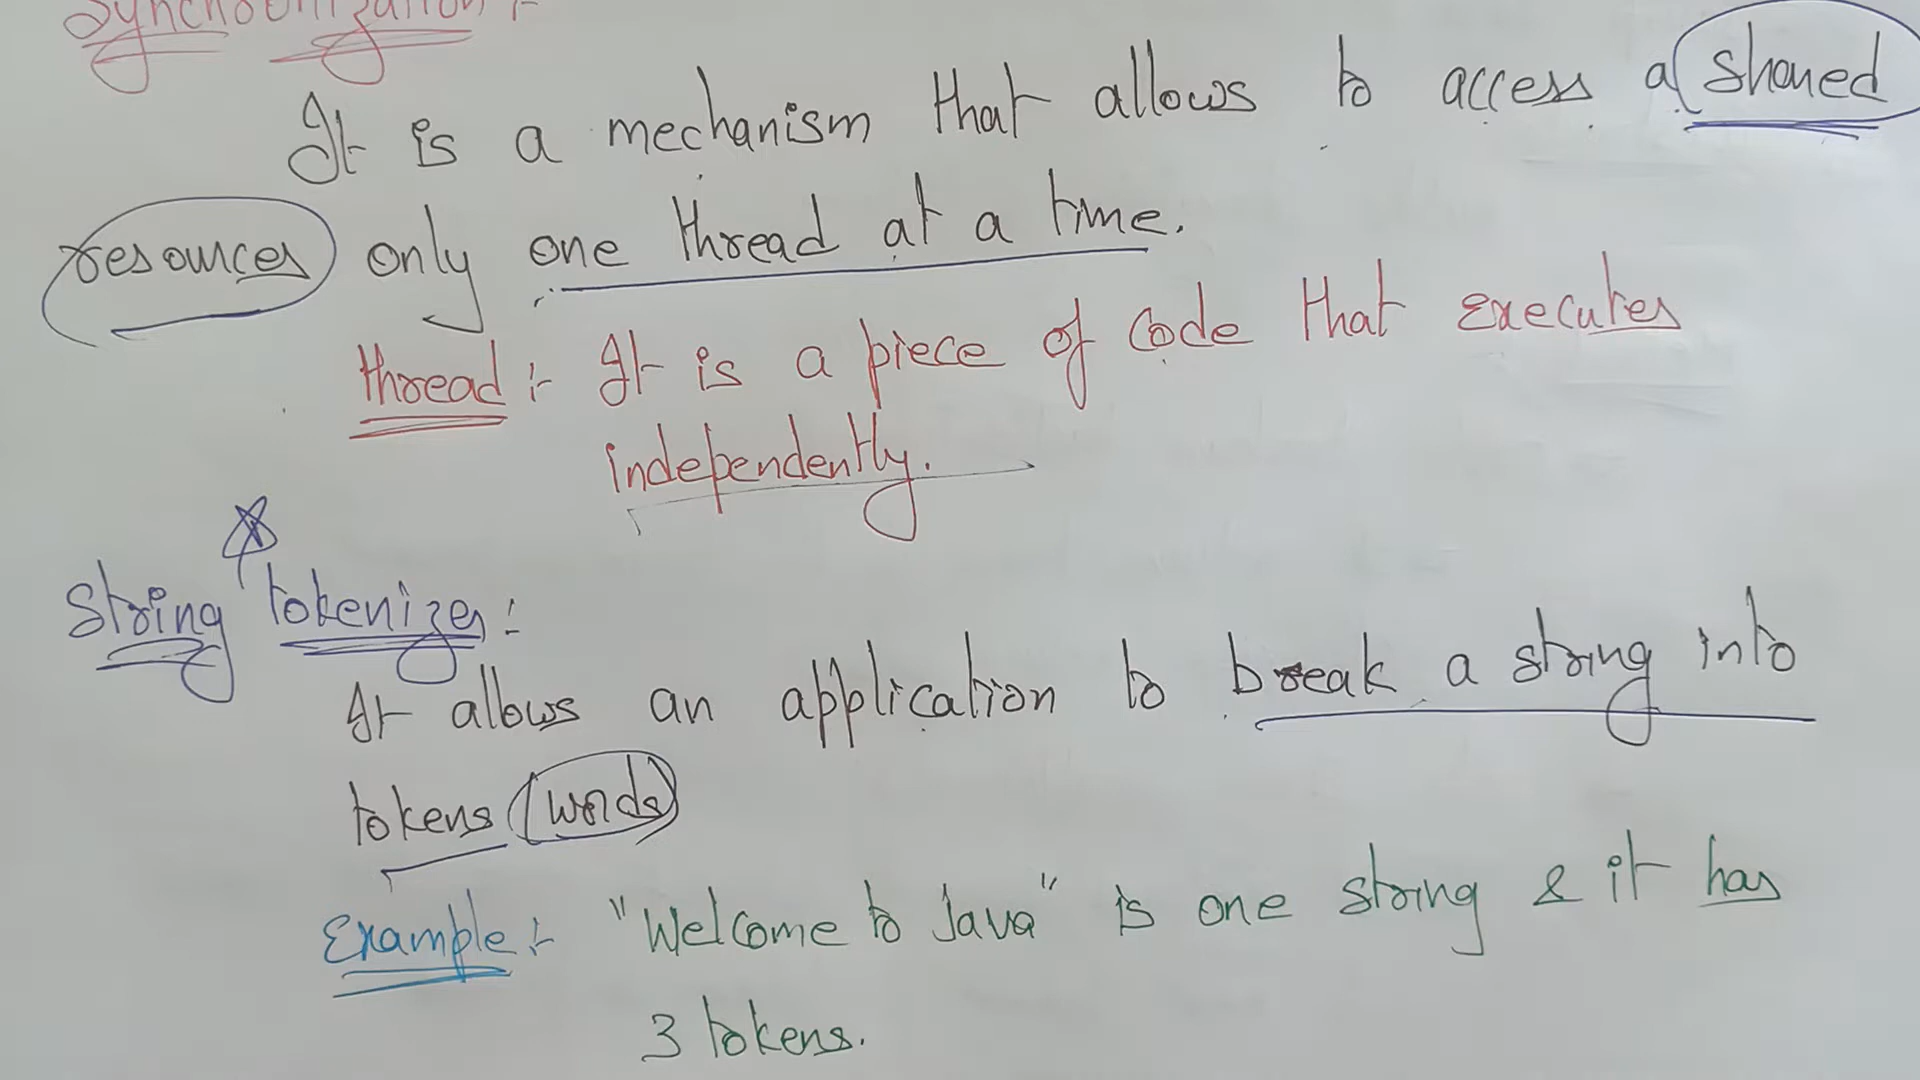 Synchronization :-
It is a mechanism that allows to access a shared
resources only one thread at a time.
thread :- It is a piece of code that executes
independently.
String tokenizer :-
It allows an application to break a string into
tokens (words)
Example :- "Welcome to Java" is one string & it has
3 tokens.